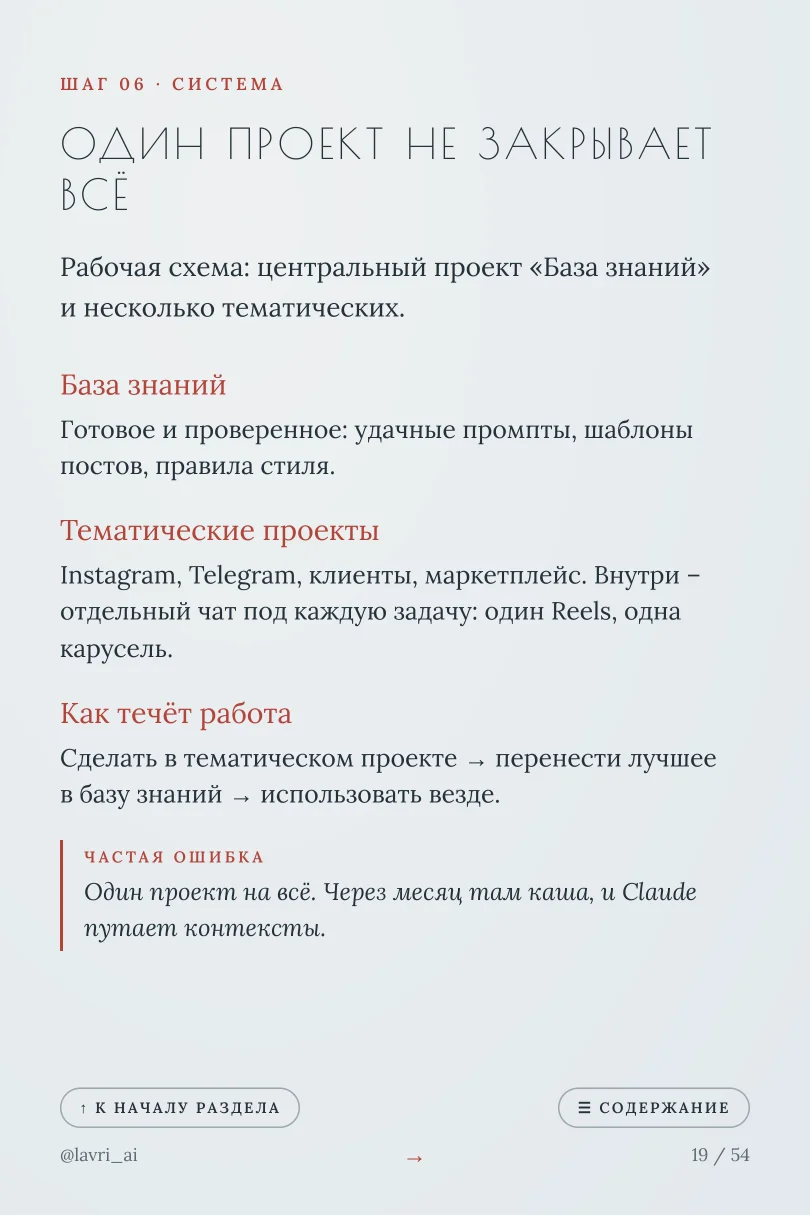 ШАГ 06 · СИСТЕМА
ОДИН ПРОЕКТ НЕ ЗАКРЫВАЕТ
ВСЁ
Рабочая схема: центральный проект «База знаний»
и несколько тематических.
База знаний
Готовое и проверенное: удачные промпты, шаблоны
постов, правила стиля.
Тематические проекты
Instagram, Telegram, клиенты, маркетплейс. Внутри –
отдельный чат под каждую задачу: один Reels, одна
карусель.
Как течёт работа
Сделать в тематическом проекте → перенести лучшее
в базу знаний → использовать везде.
ЧАСТАЯ ОШИБКА
Один проект на всё. Через месяц там каша, и Claude
путает контексты.
↑ К НАЧАЛУ РАЗДЕЛА
☰ СОДЕРЖАНИЕ
@lavri_ai
→
19 / 54